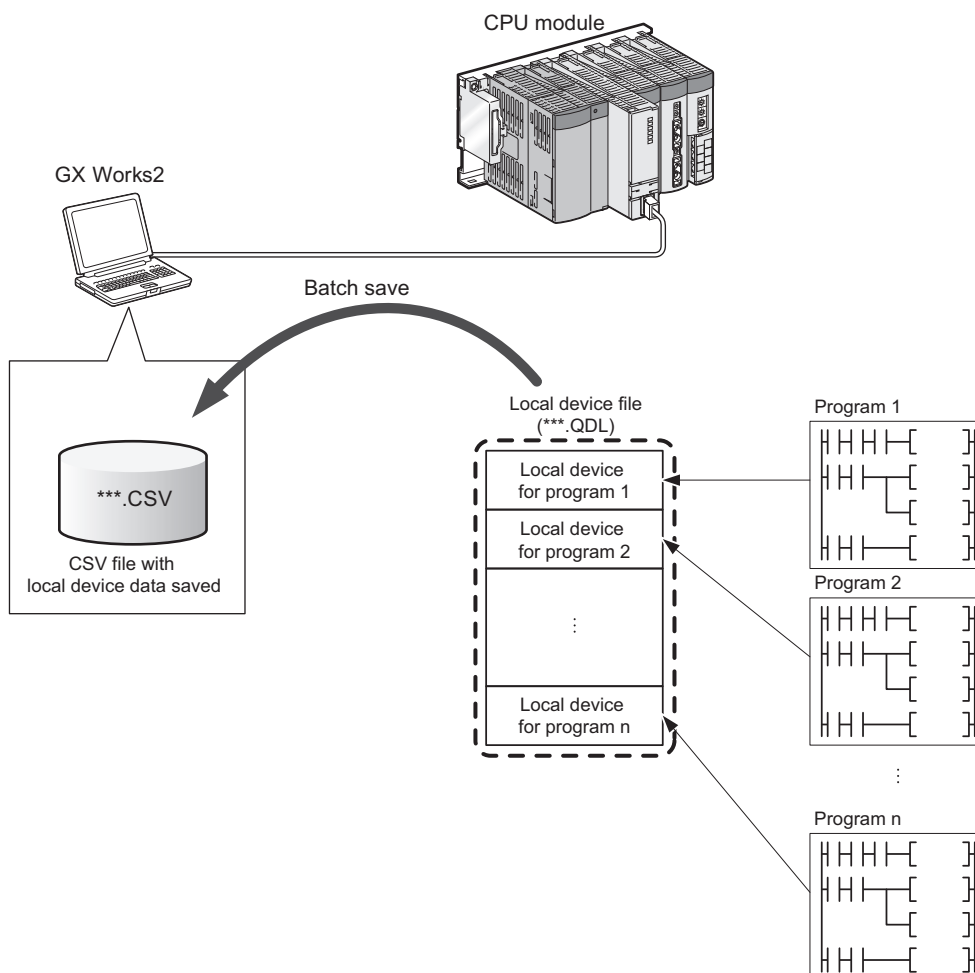 CPU module
GX Works2
Batch save
Local device file
(***.QDL)
Program 1
Local device
for program 1
***.CSV
Local device
for program 2
CSV file with
local device data saved
Program 2
⋮
Local device
for program n
⋮
Program n